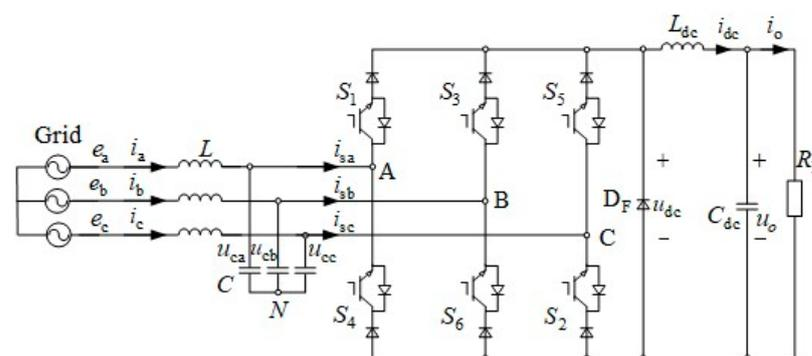 L_dc i_dc i_o
S_1 S_3 S_5
Grid
e_a i_a L i_sa A
e_b i_b i_sb B
e_c i_c i_sc C
+ +
D_F u_dc C_dc u_o R
− −
u_ca u_cb u_cc
C N
S_4 S_6 S_2